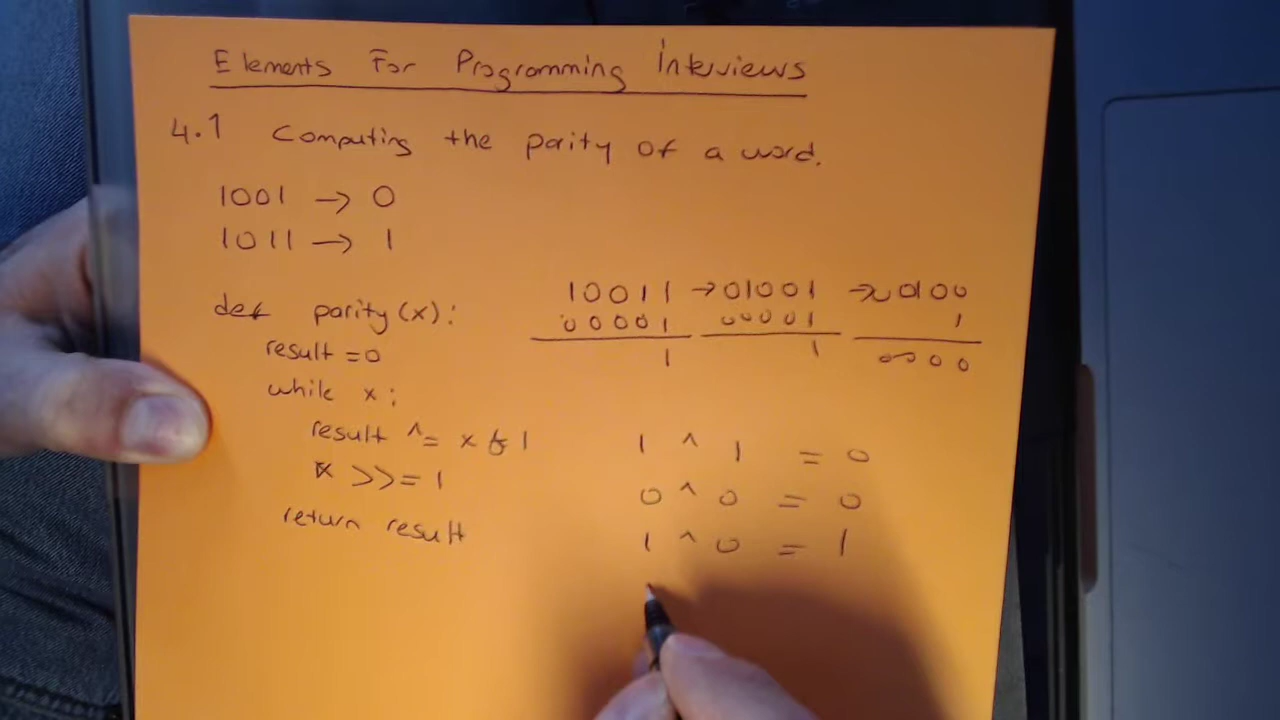 Elements For Programming Interviews
4.1 Computing the parity of a word.
1001 → 0
1011 → 1
def parity(x):
result = 0
while x:
result ^= x & 1
x >>= 1
return result
10011 → 01001 → 00100
00001 00001 1
1 1 0000
1 ^ 1 = 0
0 ^ 0 = 0
1 ^ 0 = 1